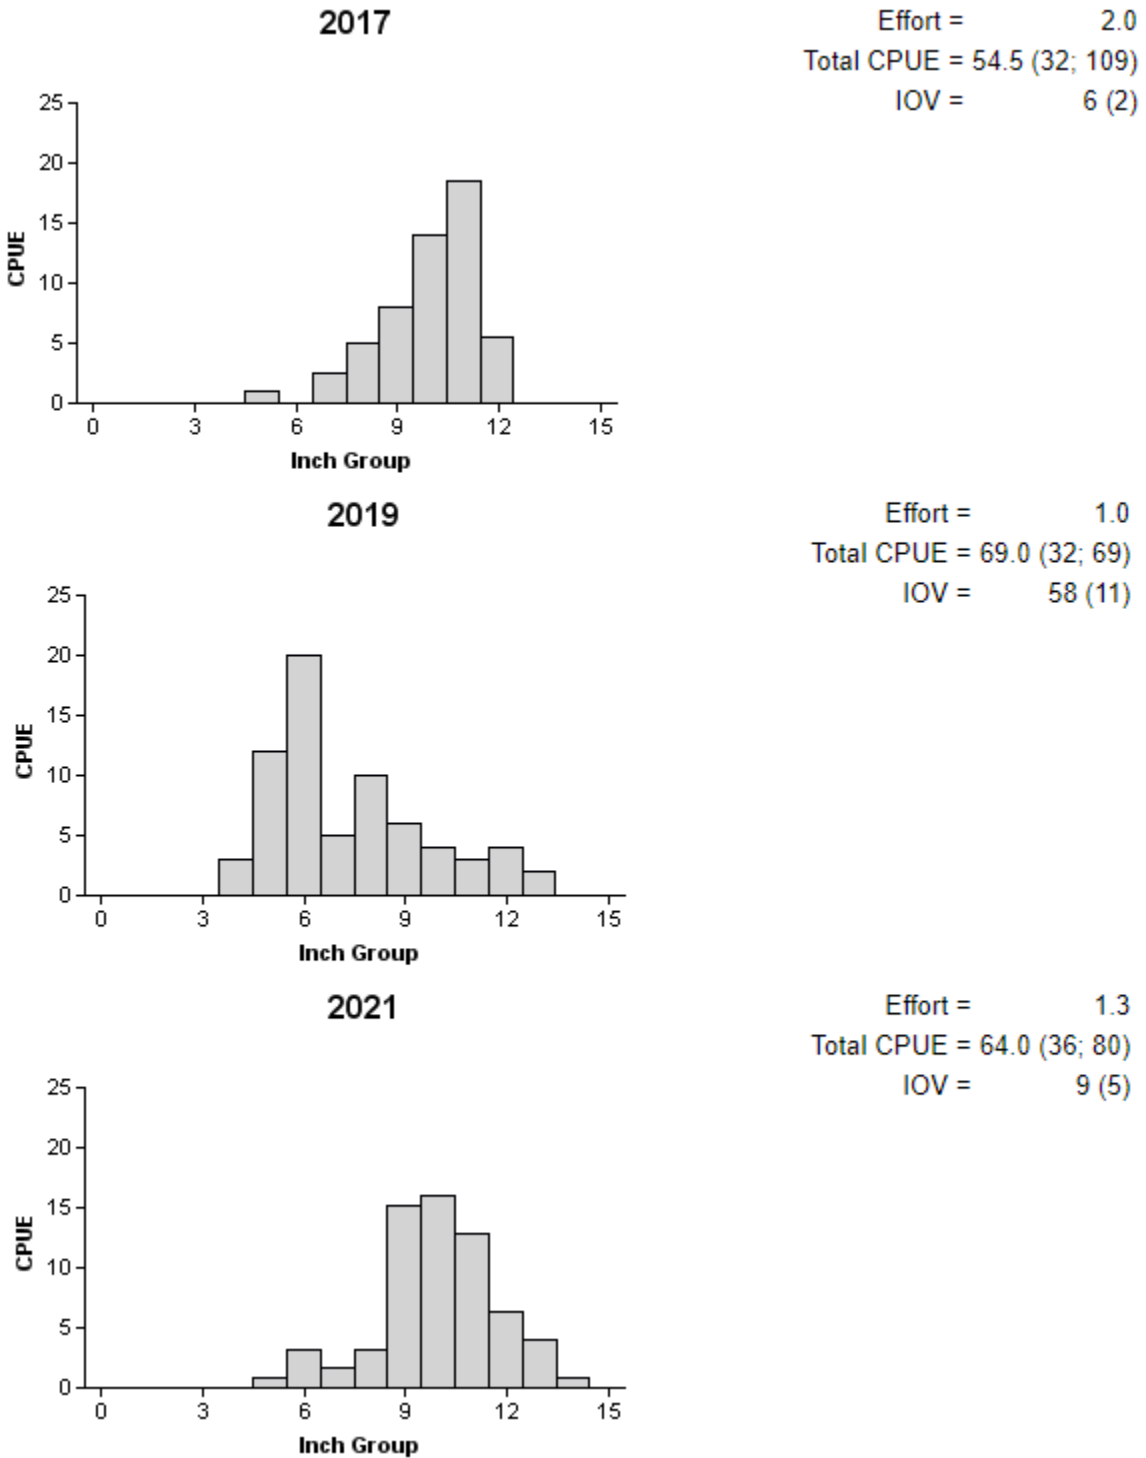 2017
Effort = 2.0
Total CPUE = 54.5 (32; 109)
IOV = 6 (2)
25
20
15
10
5
0
CPUE
0 3 6 9 12 15
Inch Group
2019
Effort = 1.0
Total CPUE = 69.0 (32; 69)
IOV = 58 (11)
25
20
15
10
5
0
CPUE
0 3 6 9 12 15
Inch Group
2021
Effort = 1.3
Total CPUE = 64.0 (36; 80)
IOV = 9 (5)
25
20
15
10
5
0
CPUE
0 3 6 9 12 15
Inch Group